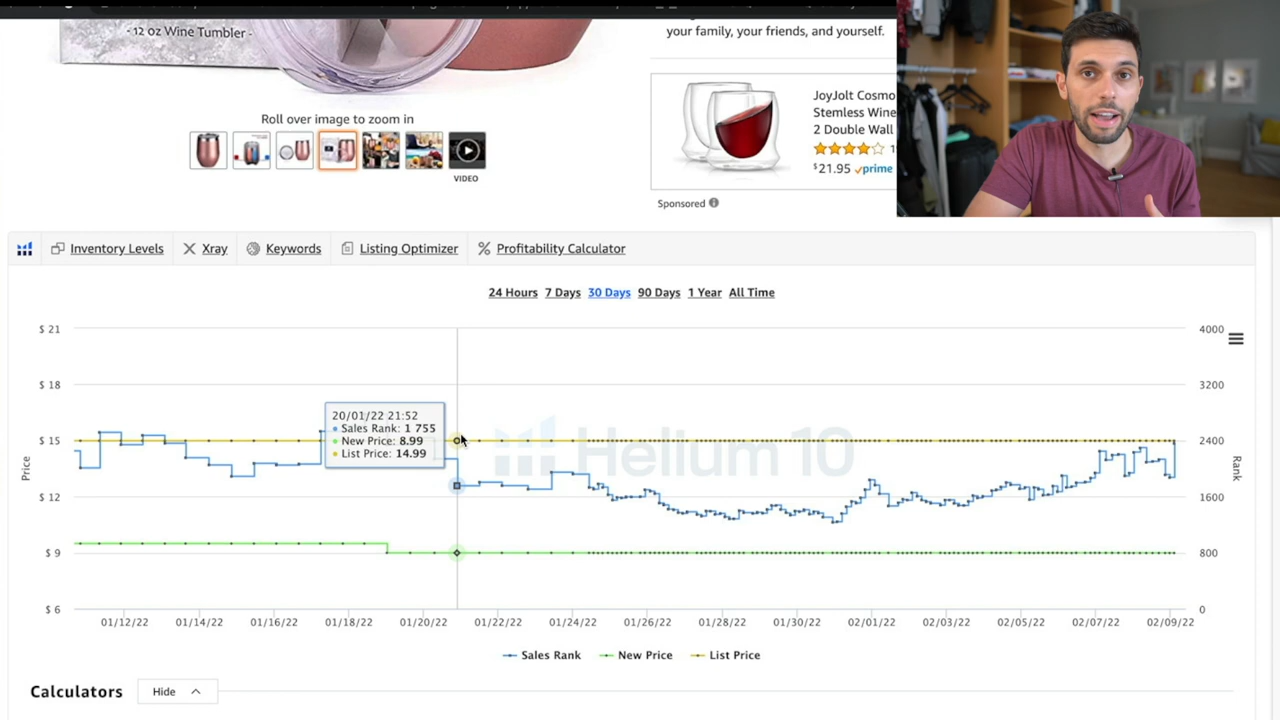 - 12 oz Wine Tumbler -
your family, your friends, and yourself.
Roll over image to zoom in
VIDEO
JoyJolt Cosmo
Stemless Wine
2 Double Wall
$21.95 prime
Sponsored
Inventory Levels Xray Keywords Listing Optimizer Profitability Calculator
24 Hours 7 Days 30 Days 90 Days 1 Year All Time
$ 21
$ 18
$ 15
$ 12
$ 9
$ 6
Price
20/01/22 21:52
Sales Rank: 1 755
New Price: 8.99
List Price: 14.99
Helium 10
4000
3200
2400
1600
800
0
Rank
01/12/22 01/14/22 01/16/22 01/18/22 01/20/22 01/22/22 01/24/22 01/26/22 01/28/22 01/30/22 02/01/22 02/03/22 02/05/22 02/07/22 02/09/22
Sales Rank New Price List Price
Calculators Hide